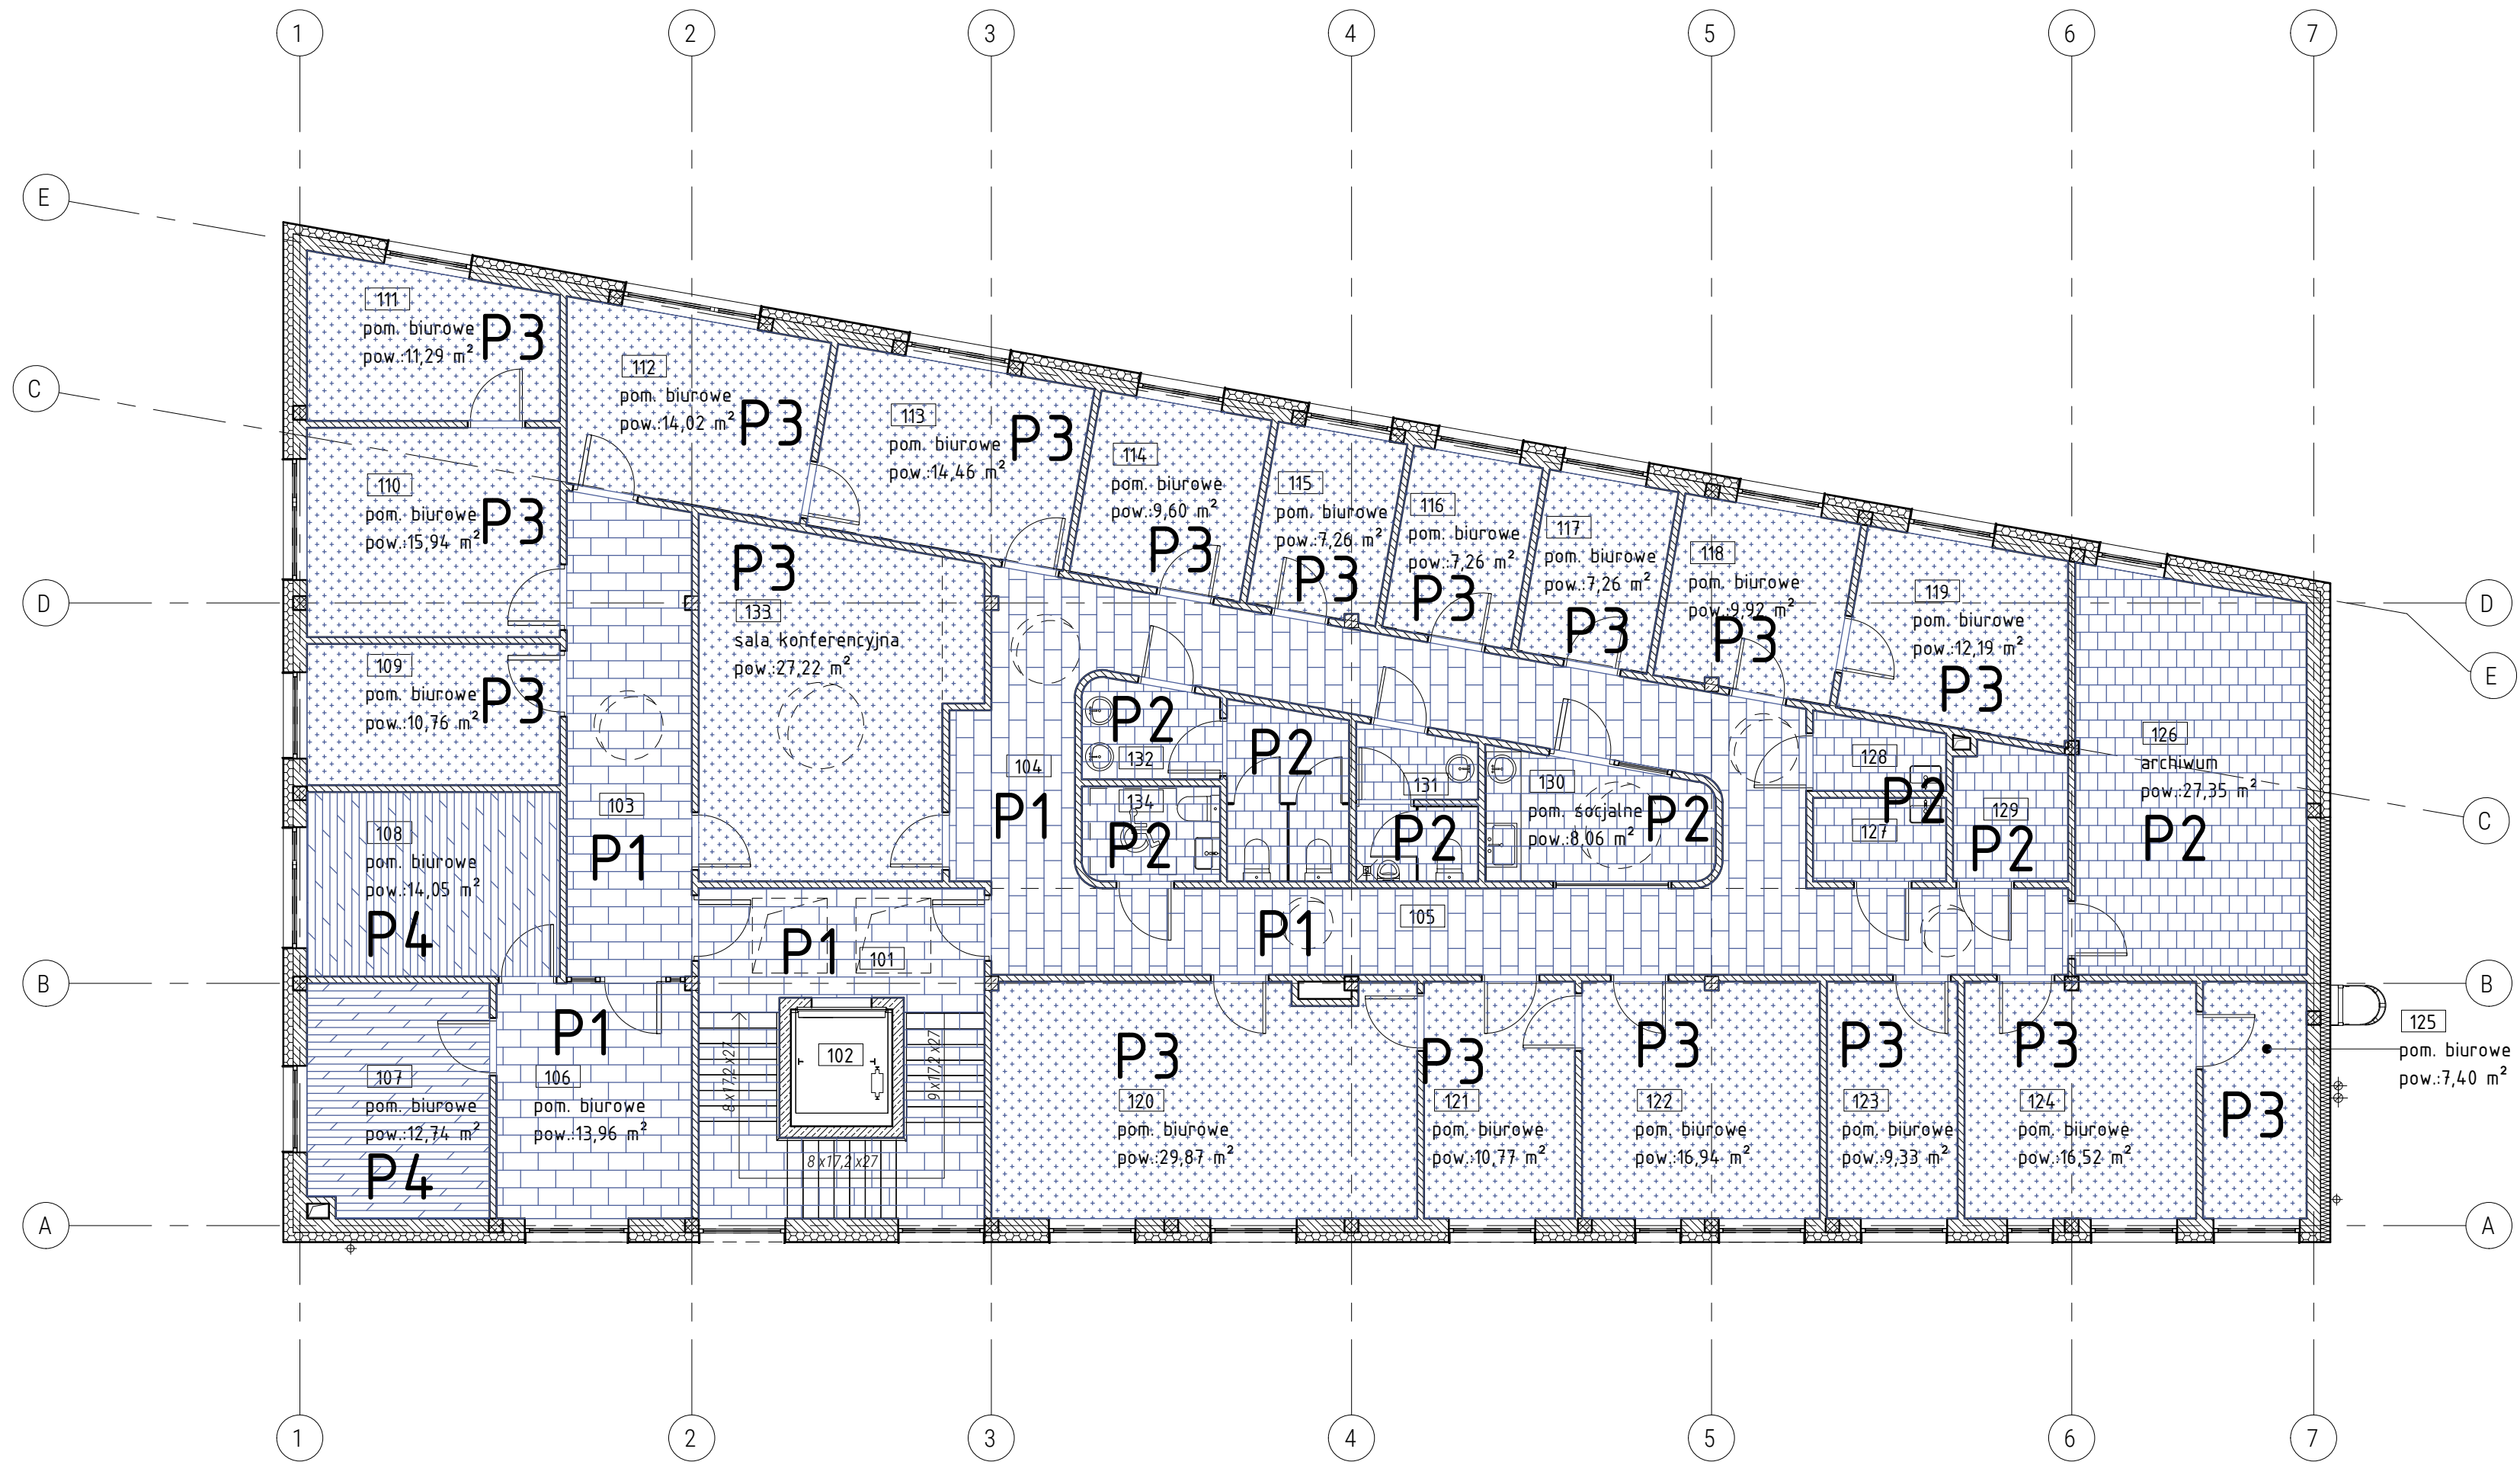 1 2 3 4 5 6 7
E
C
D
B
A
D
E
C
B
A
111
pom. biurowe
pow.:11,29 m²
P3
112
pom. biurowe
pow.:14,02 m²
P3
113
pom. biurowe
pow.:14,46 m²
P3
114
pom. biurowe
pow.:9,60 m²
P3
115
pom. biurowe
pow.:7,26 m²
P3
116
pom. biurowe
pow.:7,26 m²
P3
117
pom. biurowe
pow.:7,26 m²
P3
118
pom. biurowe
pow.:9,92 m²
P3
119
pom. biurowe
pow.:12,19 m²
P3
110
pom. biurowe
pow.:15,94 m²
P3
109
pom. biurowe
pow.:10,76 m²
P3
108
pom. biurowe
pow.:14,05 m²
P4
103
P1
P3
133
sala konferencyjna
pow.:27,22 m²
104
P1
P2
132
134
P2
P2
131
P2
130
pom. socjalne
pow.:8,06 m²
P2
128
P2
127
129
P2
126
archiwum
pow.:27,35 m²
P2
P1
101
P1
105
107
pom. biurowe
pow.:12,74 m²
P4
P1
106
pom. biurowe
pow.:13,96 m²
102
8x17,2x27
9x17,2x27
8x17,2x27
P3
120
pom. biurowe
pow.:29.87 m²
P3
121
pom. biurowe
pow.:10,77 m²
P3
122
pom. biurowe
pow.:16,94 m²
P3
123
pom. biurowe
pow.:9,33 m²
P3
124
pom. biurowe
pow.:16,52 m²
P3
125
pom. biurowe
pow.:7,40 m²
1 2 3 4 5 6 7